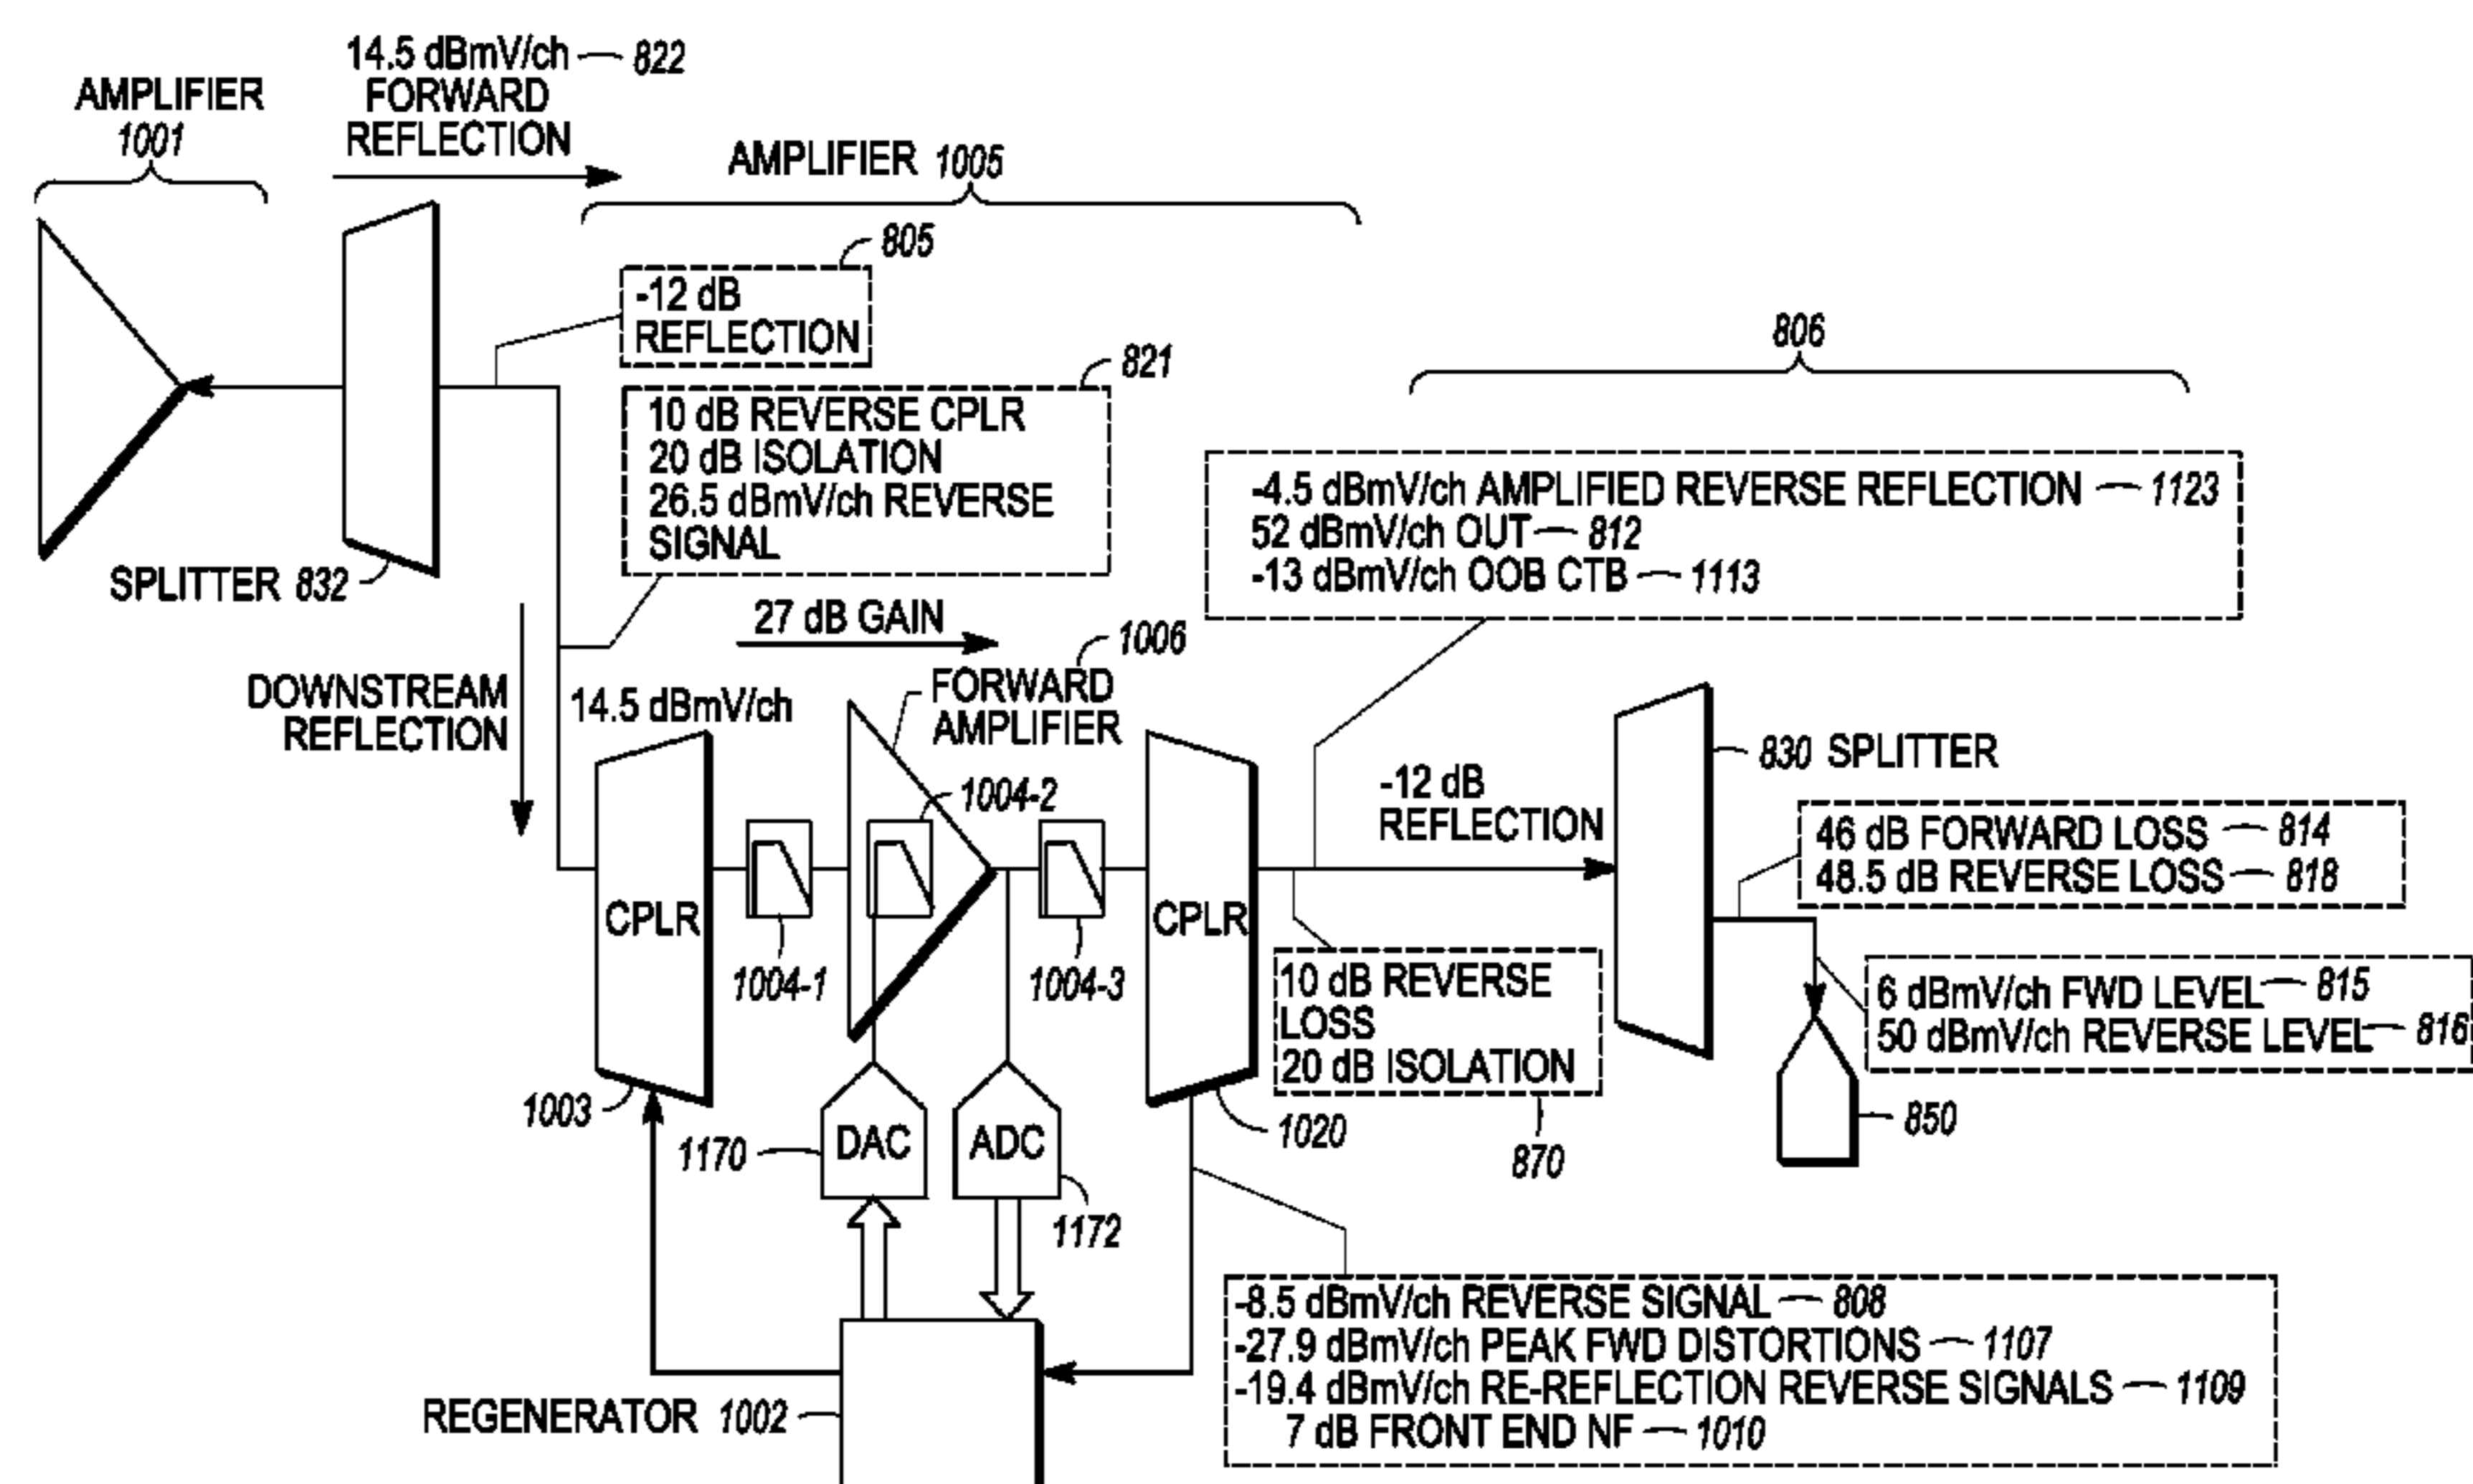 14.5 dBmV/ch 822
FORWARD
REFLECTION
AMPLIFIER
1001
AMPLIFIER 1005
805
-12 dB
REFLECTION
821
10 dB REVERSE CPLR
20 dB ISOLATION
26.5 dBmV/ch REVERSE
SIGNAL
SPLITTER 832
806
-4.5 dBmV/ch AMPLIFIED REVERSE REFLECTION 1123
52 dBmV/ch OUT 812
-13 dBmV/ch OOB CTB 1113
27 dB GAIN
1006
FORWARD
AMPLIFIER
DOWNSTREAM
REFLECTION
14.5 dBmV/ch
1004-2
-12 dB
REFLECTION
830 SPLITTER
46 dB FORWARD LOSS 814
48.5 dB REVERSE LOSS 818
CPLR
1004-1
1004-3
CPLR
10 dB REVERSE
LOSS
20 dB ISOLATION
6 dBmV/ch FWD LEVEL 815
50 dBmV/ch REVERSE LEVEL 816
1003
1170
DAC
ADC
1020
870
850
1172
-8.5 dBmV/ch REVERSE SIGNAL 808
-27.9 dBmV/ch PEAK FWD DISTORTIONS 1107
-19.4 dBmV/ch RE-REFLECTION REVERSE SIGNALS 1109
7 dB FRONT END NF 1010
REGENERATOR 1002